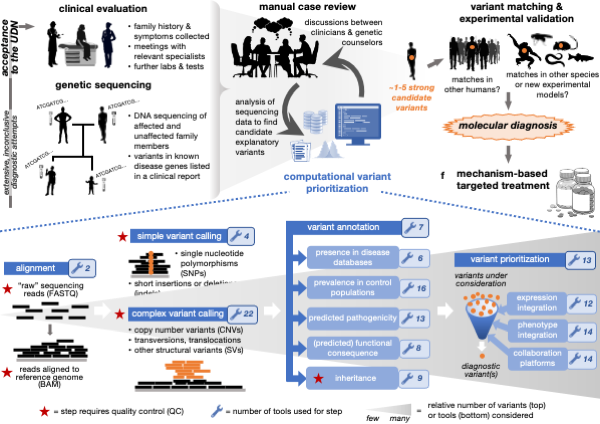 acceptance
to the UDN
extensive, inconclusive
diagnostic attempts
clinical evaluation
• family history &
symptoms collected
• meetings with
relevant specialists
• further labs & tests
genetic sequencing
ATCGATCG...
ATCGATCG...
ATCGATCG...
ATCGATCG...
• DNA sequencing of
affected and
unaffected family
members
• variants in known
disease genes listed
in a clinical report
manual case review
discussions between
clinicians & genetic
counselors
analysis of
sequencing
data to find
candidate
explanatory
variants
computational variant
prioritization
variant matching &
experimental validation
~1-5 strong
candidate
variants
matches in
other humans?
matches in other species
or new experimental
models?
molecular diagnosis
f
mechanism-based
targeted treatment
alignment
2
"raw" sequencing
reads (FASTQ)
reads aligned to
reference genome
(BAM)
simple variant calling
4
• single nucleotide
polymorphisms
(SNPs)
• short insertions or deletions
complex variant calling
22
• copy number variants (CNVs)
• transversions, translocations
• other structural variants (SVs)
variant annotation
7
presence in disease
databases
6
prevalence in control
populations
16
predicted pathogenicity
13
(predicted) functional
consequence
8
inheritance
9
variant prioritization
13
variants under
consideration
expression
integration
12
phenotype
integration
14
collaboration
platforms
14
diagnostic
variant(s)
= step requires quality control (QC)
= number of tools used for step
few many
= relative number of variants (top)
or tools (bottom) considered